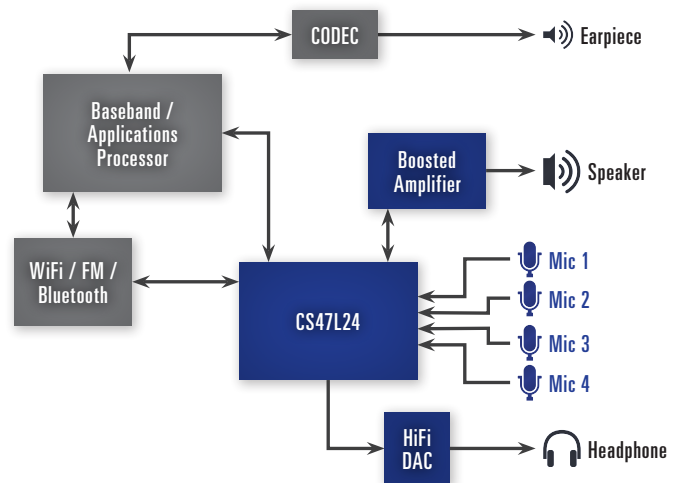 CODEC
Earpiece
Baseband /
Applications
Processor
Boosted
Amplifier
Speaker
WiFi / FM /
Bluetooth
CS47L24
Mic 1
Mic 2
Mic 3
Mic 4
HiFi
DAC
Headphone